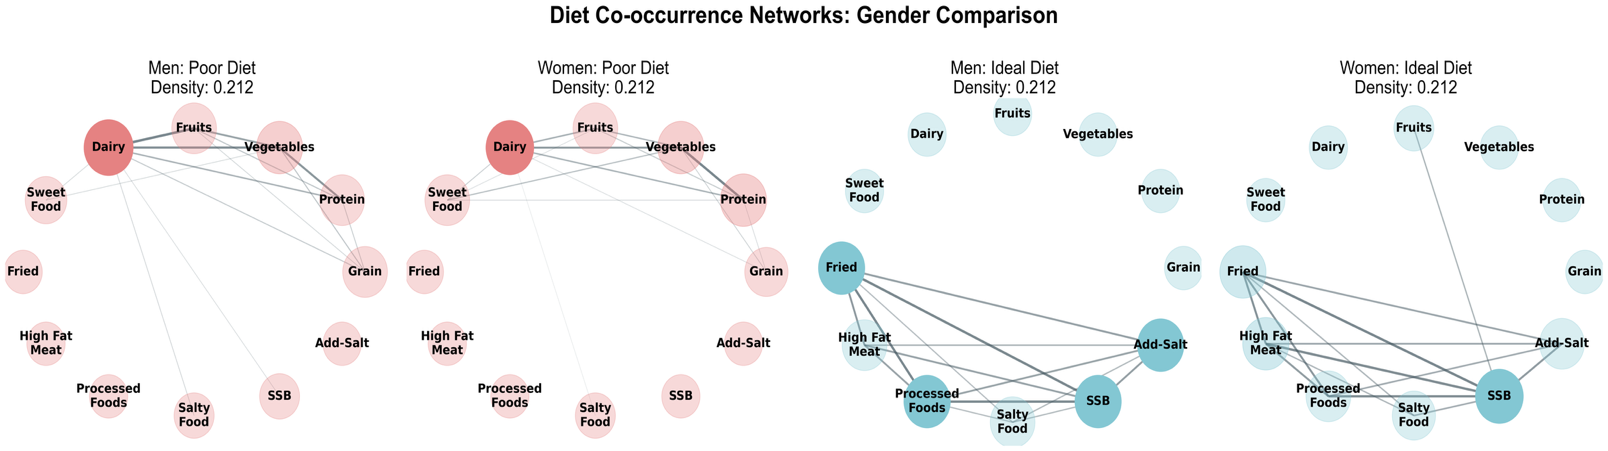 Diet Co-occurrence Networks: Gender Comparison
Men: Poor Diet
Density: 0.212
Fruits
Dairy
Vegetables
Sweet
Food
Protein
Fried
Grain
High Fat
Meat
Add-Salt
Processed
Foods
Salty
Food
SSB
Women: Poor Diet
Density: 0.212
Fruits
Dairy
Vegetables
Sweet
Food
Protein
Fried
Grain
High Fat
Meat
Add-Salt
Processed
Foods
Salty
Food
SSB
Men: Ideal Diet
Density: 0.212
Fruits
Dairy
Vegetables
Sweet
Food
Protein
Fried
Grain
High Fat
Meat
Add-Salt
Processed
Foods
Salty
Food
SSB
Women: Ideal Diet
Density: 0.212
Fruits
Dairy
Vegetables
Sweet
Food
Protein
Fried
Grain
High Fat
Meat
Add-Salt
Processed
Foods
Salty
Food
SSB